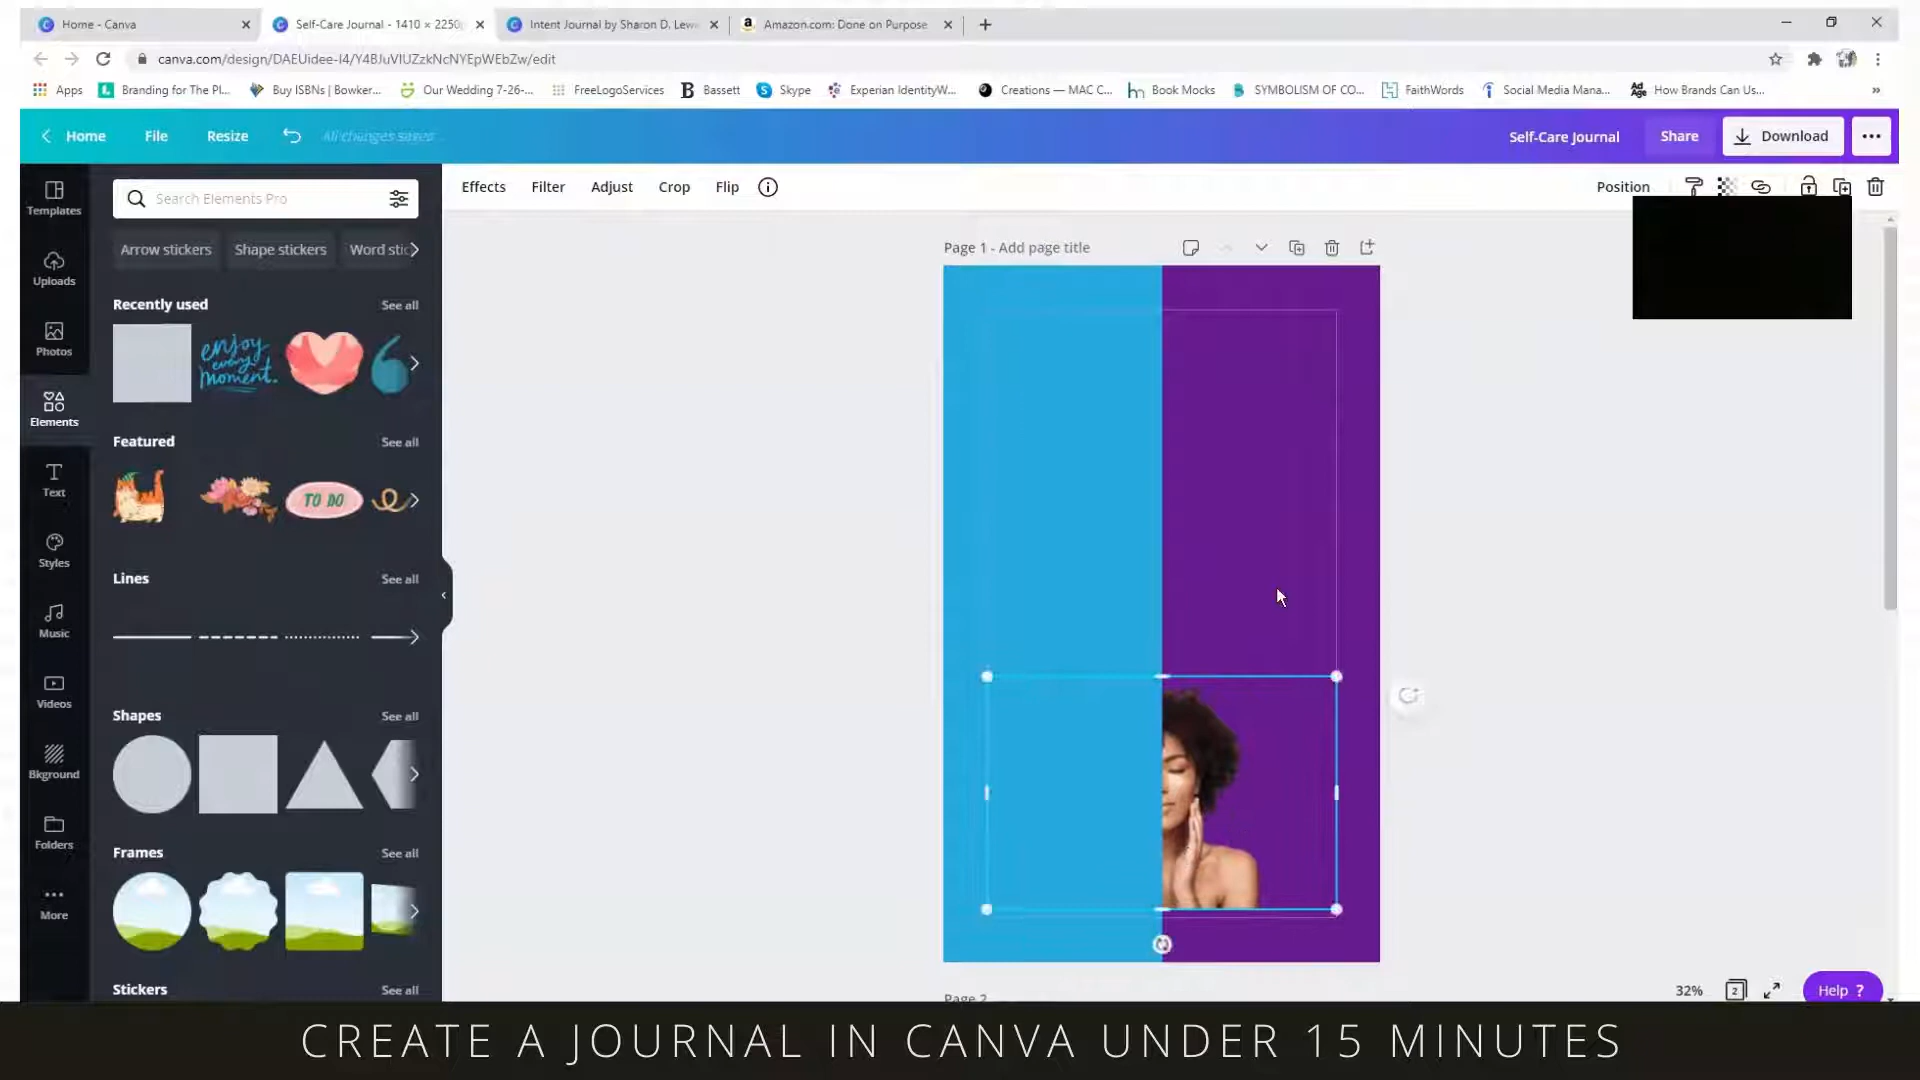 Home - Canva
Self-Care Journal - 1410 × 2250p
Intent Journal by Sharon D. Lew
Amazon.com: Done on Purpose
canva.com/design/DAEUidee-I4/Y4BJuVlUZzkNcNYEpWEbZw/edit
Apps
Branding for The Pl...
Buy ISBNs | Bowker...
Our Wedding 7-26-...
FreeLogoServices
Bassett
Skype
Experian IdentityW...
Creations — MAC C...
Book Mocks
SYMBOLISM OF CO...
FaithWords
Social Media Mana...
How Brands Can Us...
Home
File
Resize
All changes saved
Self-Care Journal
Share
Download
Templates
Uploads
Photos
Elements
Text
Styles
Music
Videos
Bkground
Folders
More
Search Elements Pro
Arrow stickers
Shape stickers
Word stic
Recently used
See all
enjoy
every
moment.
Featured
See all
TO DO
Lines
See all
Shapes
See all
Frames
See all
Stickers
See all
Effects
Filter
Adjust
Crop
Flip
Position
Page 1 - Add page title
Page 2
32%
2
Help ?
CREATE A JOURNAL IN CANVA UNDER 15 MINUTES